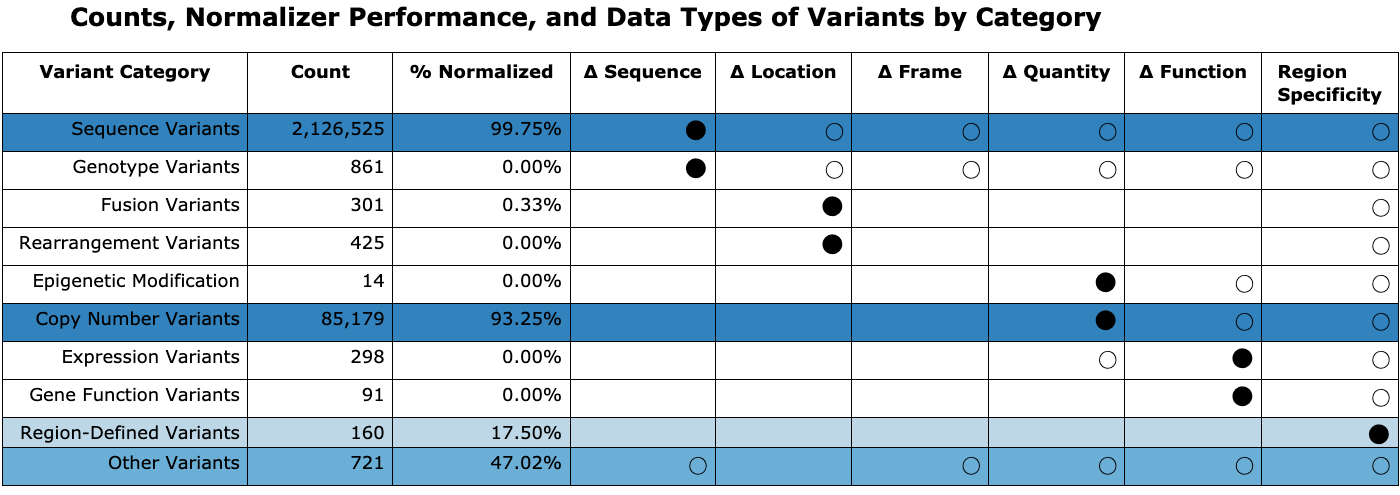 Counts, Normalizer Performance, and Data Types of Variants by Category
Variant Category Count % Normalized Δ Sequence Δ Location Δ Frame Δ Quantity Δ Function Region Specificity
Sequence Variants 2,126,525 99.75% ● ○ ○ ○ ○ ○
Genotype Variants 861 0.00% ● ○ ○ ○ ○ ○
Fusion Variants 301 0.33% ● ○
Rearrangement Variants 425 0.00% ● ○
Epigenetic Modification 14 0.00% ● ○ ○
Copy Number Variants 85,179 93.25% ● ○ ○
Expression Variants 298 0.00% ○ ● ○
Gene Function Variants 91 0.00% ● ○
Region-Defined Variants 160 17.50% ●
Other Variants 721 47.02% ○ ○ ○ ○ ○